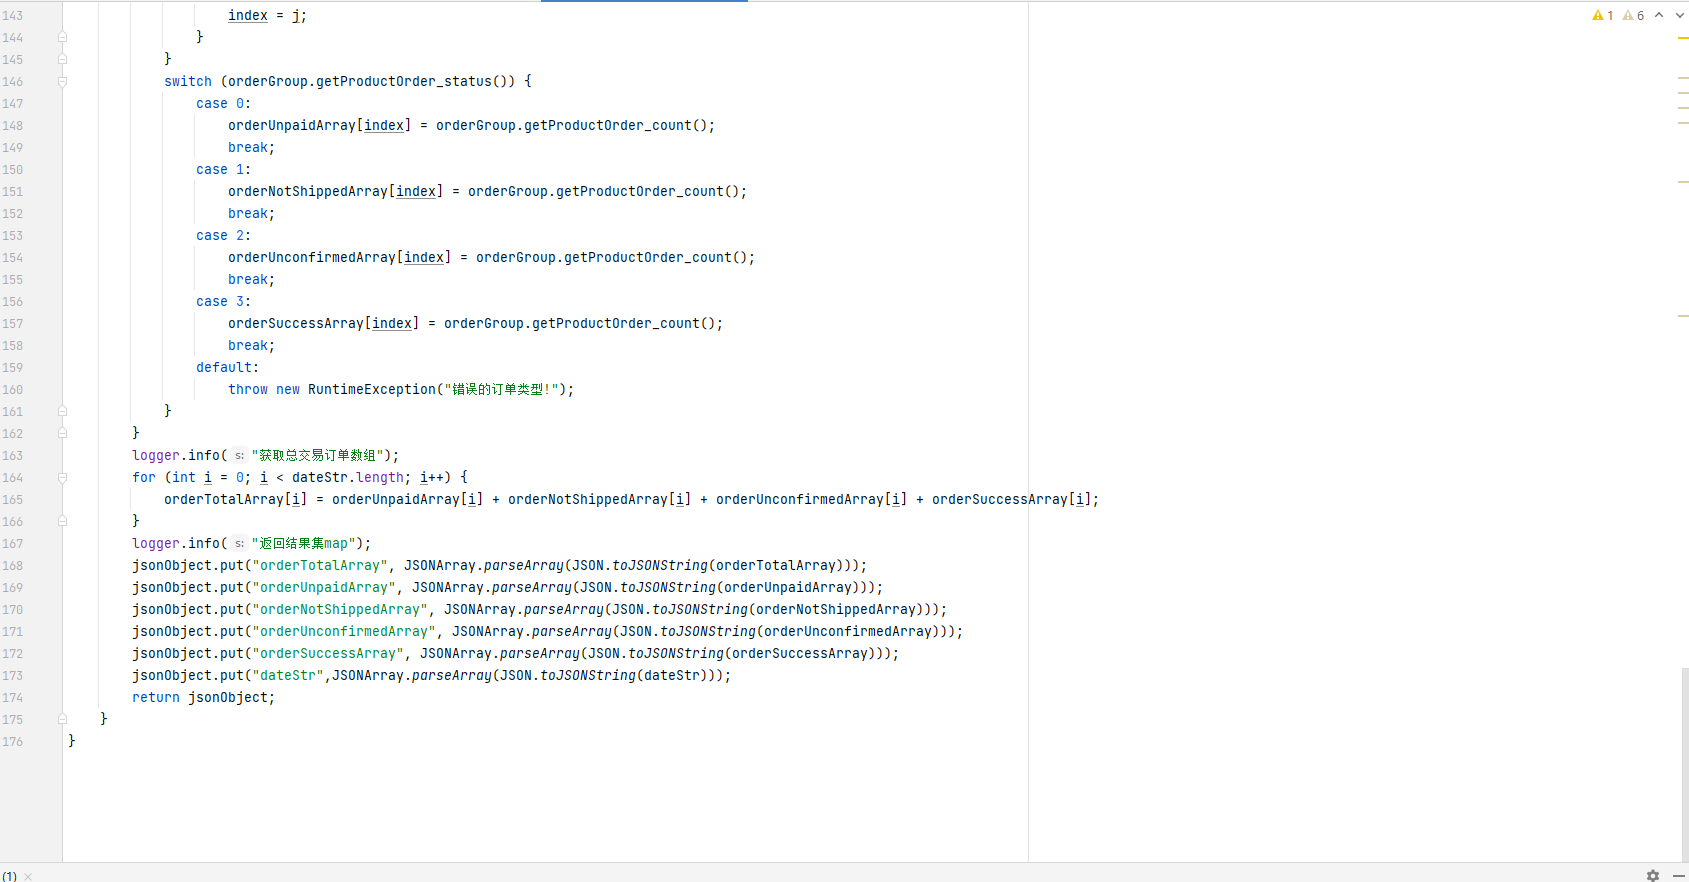 143 index = j;
144 }
145 }
146 switch (orderGroup.getProductOrder_status()) {
147 case 0:
148 orderUnpaidArray[index] = orderGroup.getProductOrder_count();
149 break;
150 case 1:
151 orderNotShippedArray[index] = orderGroup.getProductOrder_count();
152 break;
153 case 2:
154 orderUnconfirmedArray[index] = orderGroup.getProductOrder_count();
155 break;
156 case 3:
157 orderSuccessArray[index] = orderGroup.getProductOrder_count();
158 break;
159 default:
160 throw new RuntimeException("错误的订单类型!");
161 }
162 }
163 logger.info( s: "获取总交易订单数组");
164 for (int i = 0; i < dateStr.length; i++) {
165 orderTotalArray[i] = orderUnpaidArray[i] + orderNotShippedArray[i] + orderUnconfirmedArray[i] + orderSuccessArray[i];
166 }
167 logger.info( s: "返回结果集map");
168 jsonObject.put("orderTotalArray", JSONArray.parseArray(JSON.toJSONString(orderTotalArray)));
169 jsonObject.put("orderUnpaidArray", JSONArray.parseArray(JSON.toJSONString(orderUnpaidArray)));
170 jsonObject.put("orderNotShippedArray", JSONArray.parseArray(JSON.toJSONString(orderNotShippedArray)));
171 jsonObject.put("orderUnconfirmedArray", JSONArray.parseArray(JSON.toJSONString(orderUnconfirmedArray)));
172 jsonObject.put("orderSuccessArray", JSONArray.parseArray(JSON.toJSONString(orderSuccessArray)));
173 jsonObject.put("dateStr",JSONArray.parseArray(JSON.toJSONString(dateStr)));
174 return jsonObject;
175 }
176 }
1 6
(1)